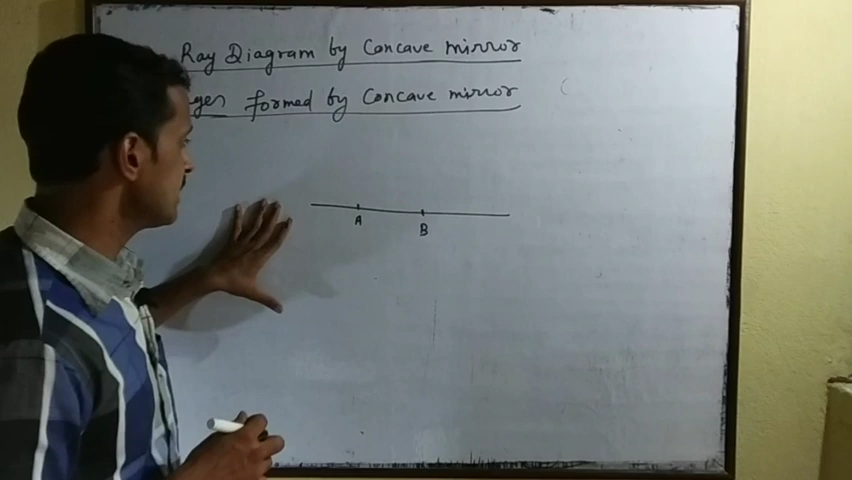 Ray Diagram by Concave mirror
ges formed by Concave mirror
A
B